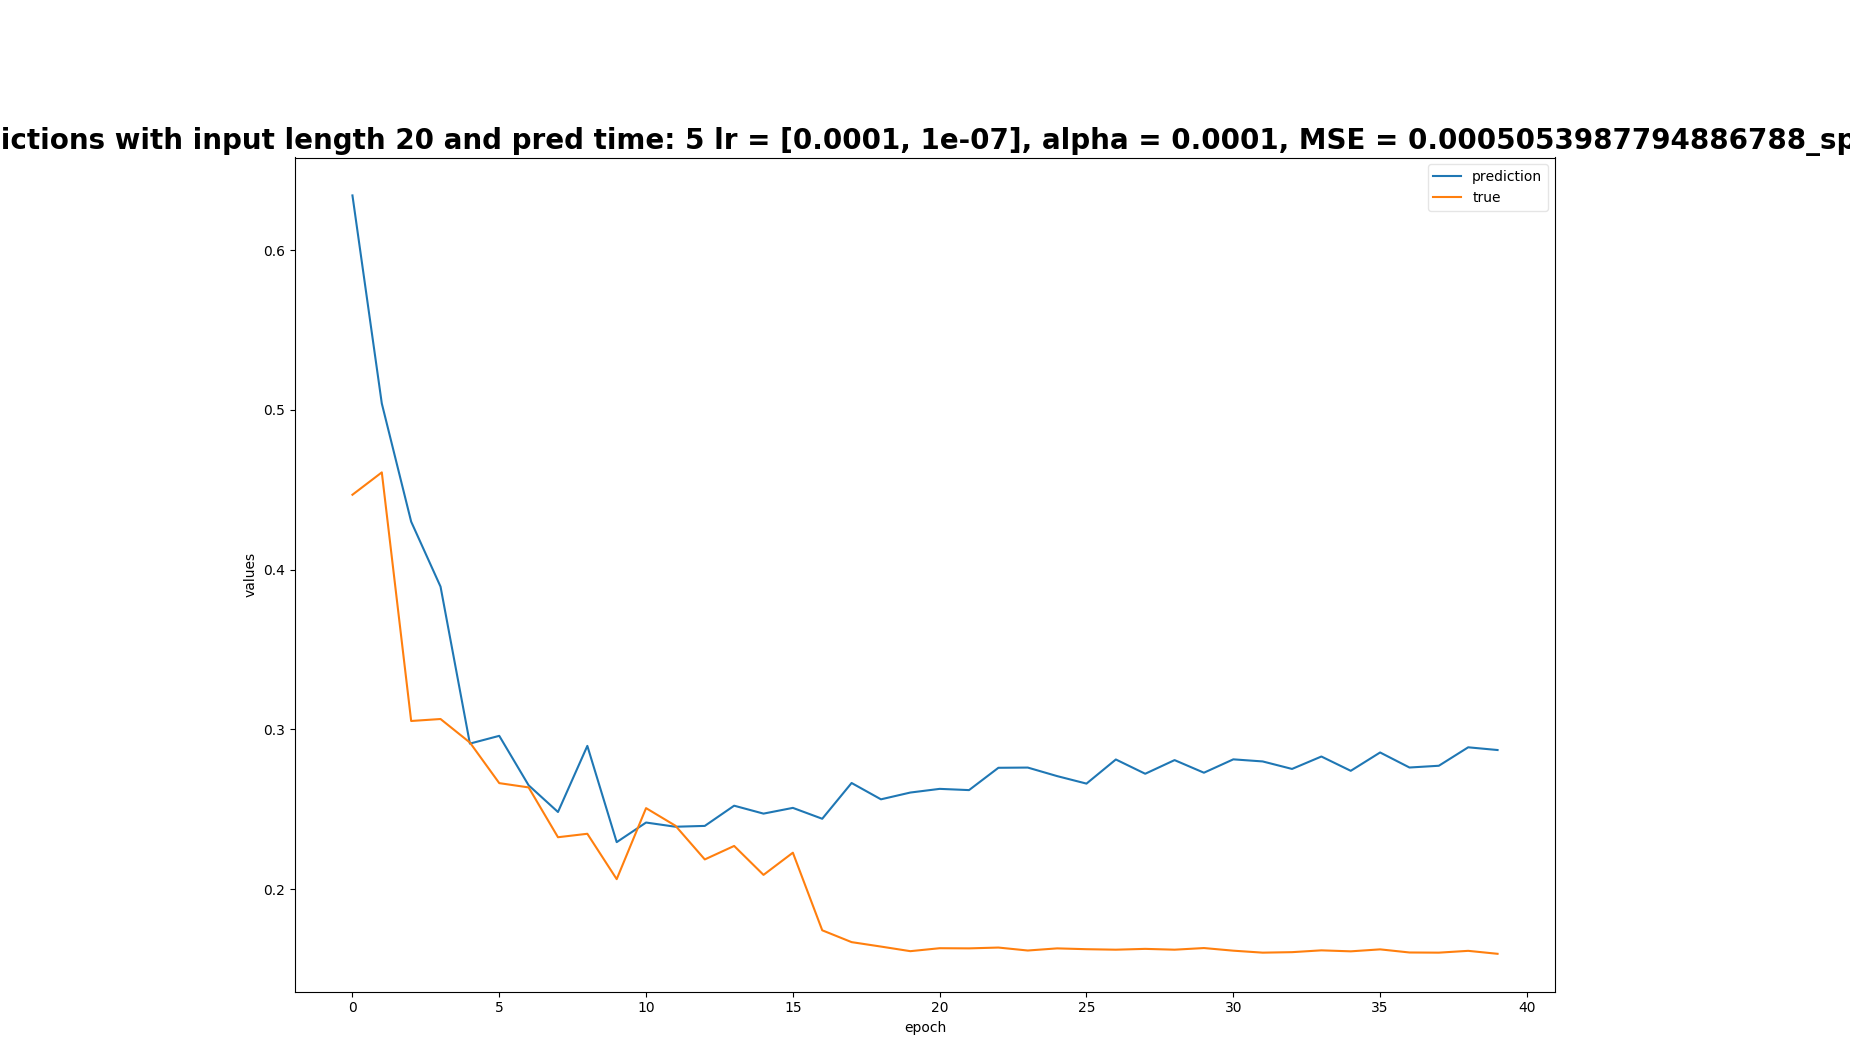 ictions with input length 20 and pred time: 5 lr = [0.0001, 1e-07], alpha = 0.0001, MSE = 0.0005053987794886788_sp
prediction
true
0.6
0.5
0.4
0.3
0.2
values
0 5 10 15 20 25 30 35 40
epoch